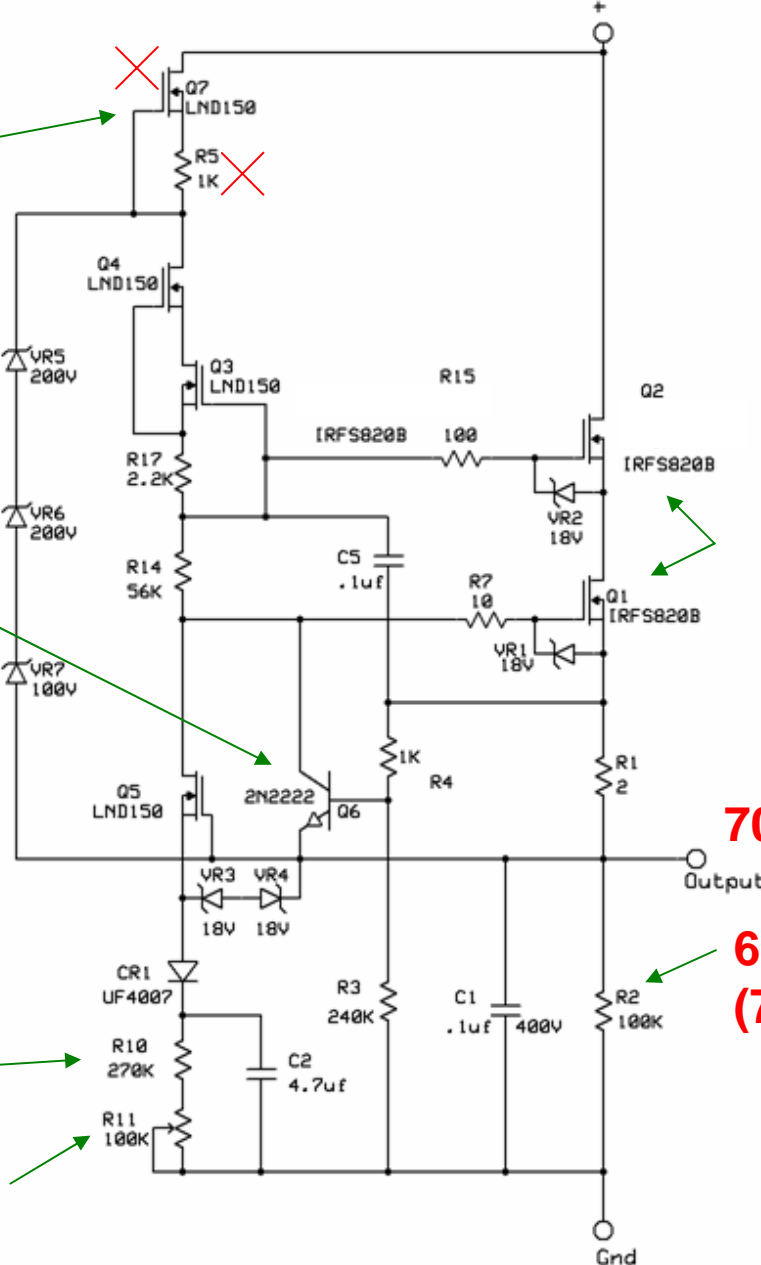 +
Q7
LND150
R5
1K
Q4
LND150
Q3
LND150
R15
Q2
IRFS820B
100
IRFS820B
VR5
200V
R17
2.2K
VR2
18V
VR6
200V
C5
.1uf
R14
56K
R7
10
Q1
IRFS820B
VR1
18V
VR7
100V
1K
R4
R1
2
Q5
LND150
2N2222
Q6
70
Output
VR3
VR4
18V
18V
CR1
UF4007
6
(7
R3
240K
C1
.1uf
400V
R2
100K
R10
270K
C2
4.7uf
R11
100K
Gnd